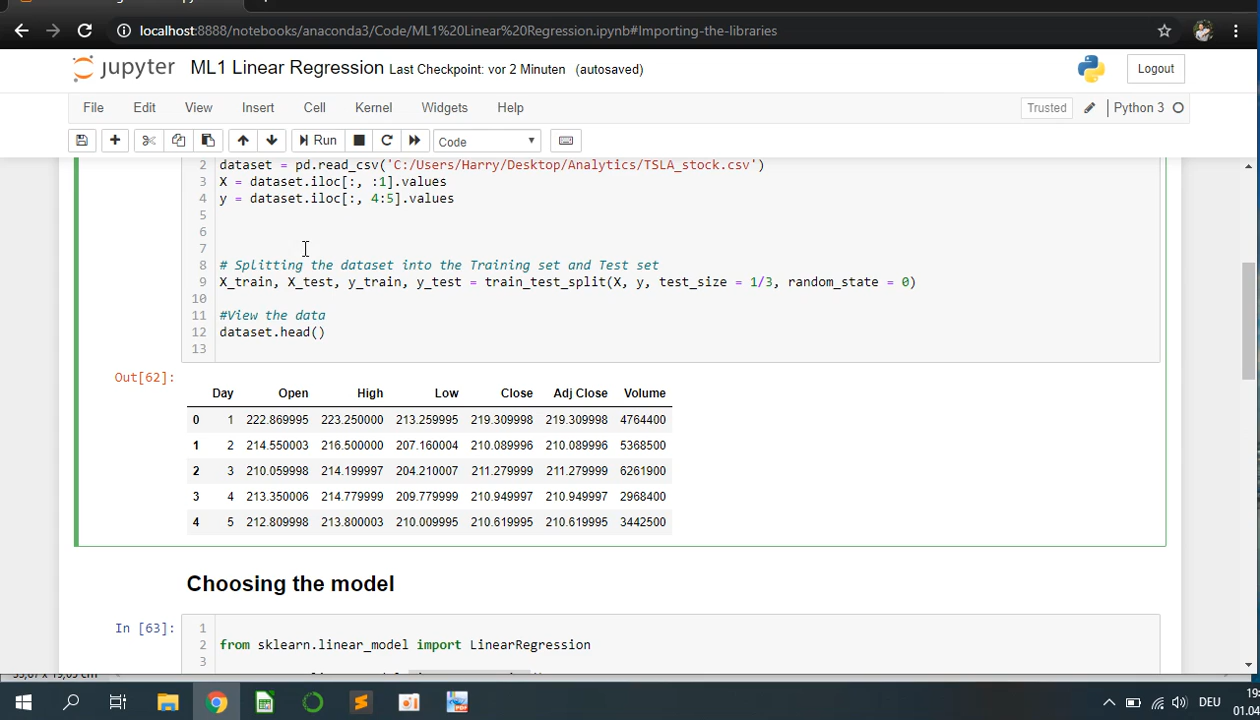 localhost:8888/notebooks/anaconda3/Code/ML1%20Linear%20Regression.ipynb#Importing-the-libraries
jupyter ML1 Linear Regression Last Checkpoint: vor 2 Minuten (autosaved) Logout
File Edit View Insert Cell Kernel Widgets Help Trusted Python 3
Run Code
2 dataset = pd.read_csv('C:/Users/Harry/Desktop/Analytics/TSLA_stock.csv')
3 X = dataset.iloc[:, :1].values
4 y = dataset.iloc[:, 4:5].values
5
6
7
8 # Splitting the dataset into the Training set and Test set
9 X_train, X_test, y_train, y_test = train_test_split(X, y, test_size = 1/3, random_state = 0)
10
11 #View the data
12 dataset.head()
13
Out[62]:
Day Open High Low Close Adj Close Volume
0 1 222.869995 223.250000 213.259995 219.309998 219.309998 4764400
1 2 214.550003 216.500000 207.160004 210.089996 210.089996 5368500
2 3 210.059998 214.199997 204.210007 211.279999 211.279999 6261900
3 4 213.350006 214.779999 209.779999 210.949997 210.949997 2968400
4 5 212.809998 213.800003 210.009995 210.619995 210.619995 3442500
Choosing the model
In [63]: 1
2 from sklearn.linear_model import LinearRegression
3
DEU